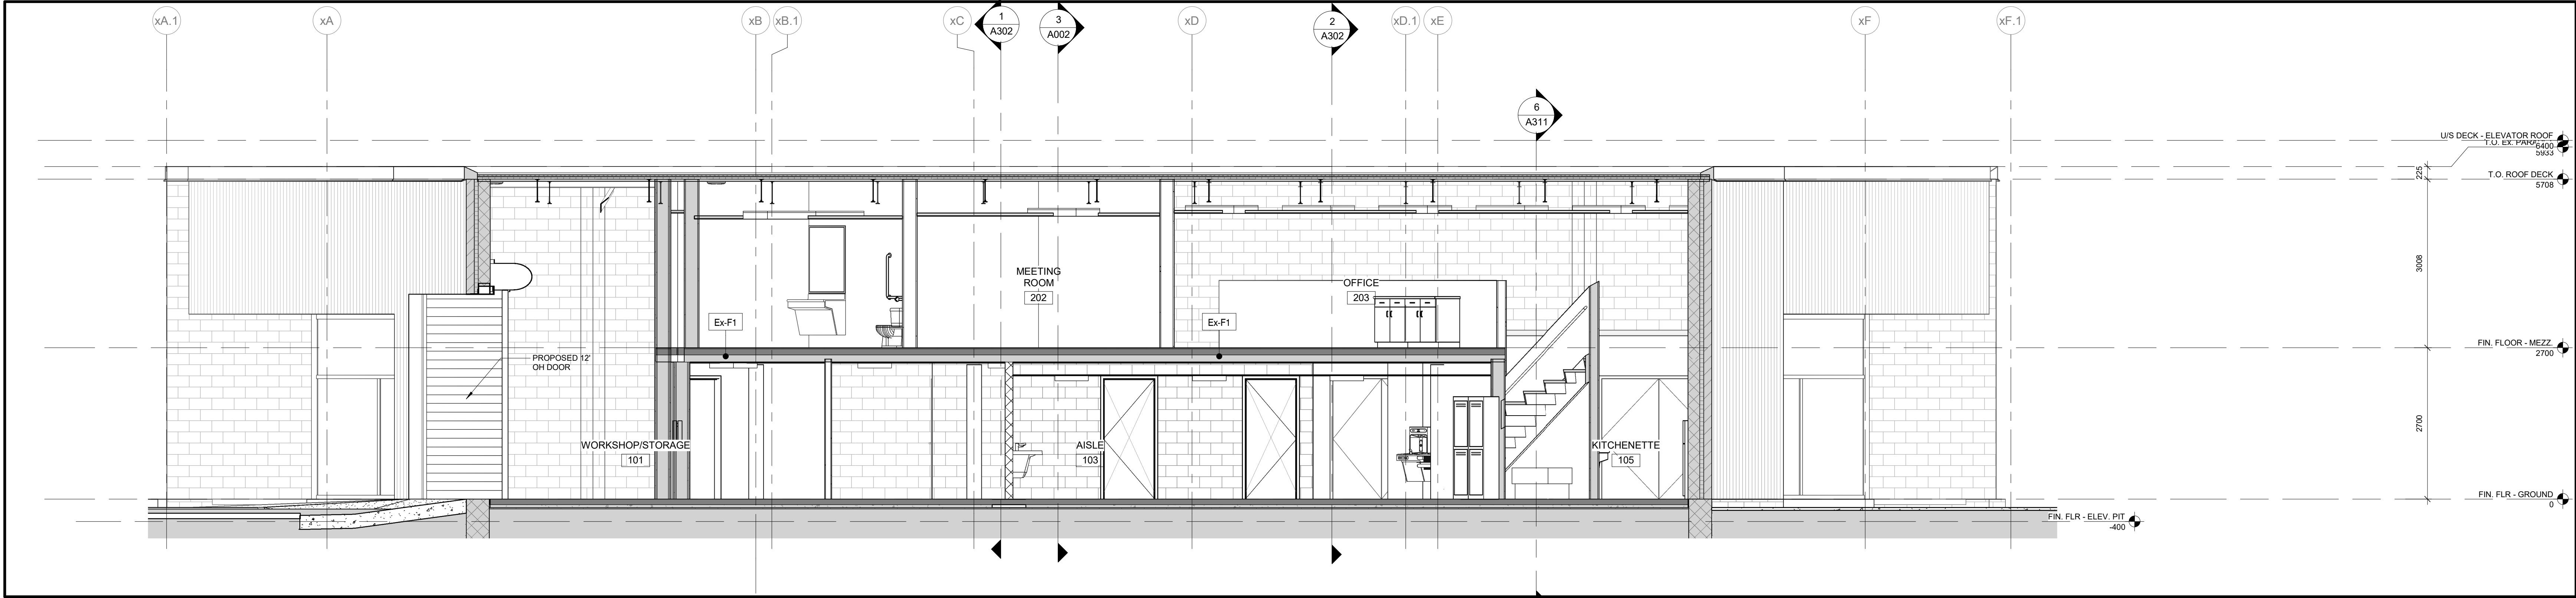 xA.1
xA
xB
xB.1
xC
1
A302
3
A002
xD
2
A302
xD.1
xE
xF
xF.1
6
A311
U/S DECK - ELEVATOR ROOF
6400
T.O. Ex.
5933
225
T.O. ROOF DECK
5708
3008
MEETING
ROOM
202
OFFICE
203
Ex-F1
Ex-F1
FIN. FLOOR - MEZZ.
2700
PROPOSED 12'
OH DOOR
2700
WORKSHOP/STORAGE
101
AISLE
103
KITCHENETTE
105
FIN. FLR - GROUND
0
FIN. FLR - ELEV. PIT
-400